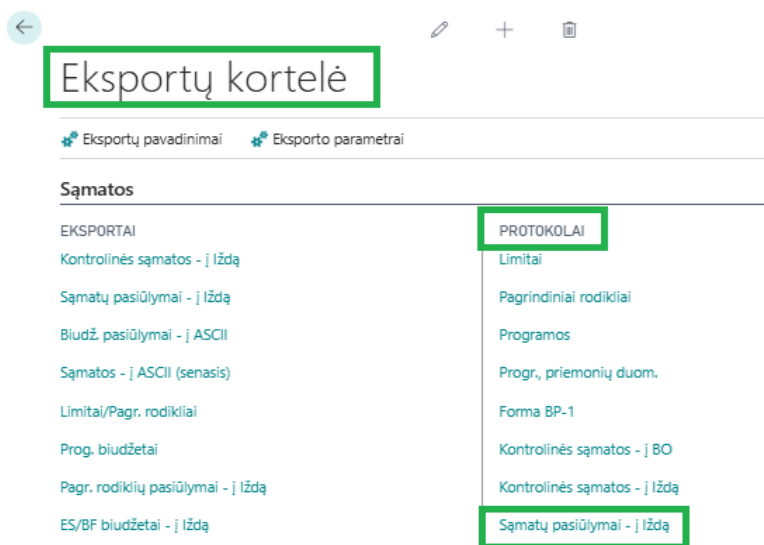 Eksportų kortelė
Eksportų pavadinimai Eksporto parametrai
Sąmatos
EKSPORTAI
Kontrolinės sąmatos - į Iždą
Sąmatų pasiūlymai - į Iždą
Biudž. pasiūlymai - į ASCII
Sąmatos - į ASCII (senasis)
Limitai/Pagr. rodikliai
Prog. biudžetai
Pagr. rodiklių pasiūlymai - į Iždą
ES/BF biudžetai - į Iždą
PROTOKOLAI
Limitai
Pagrindiniai rodikliai
Programos
Progr., priemonių duom.
Forma BP-1
Kontrolinės sąmatos - į BO
Kontrolinės sąmatos - į Iždą
Sąmatų pasiūlymai - į Iždą